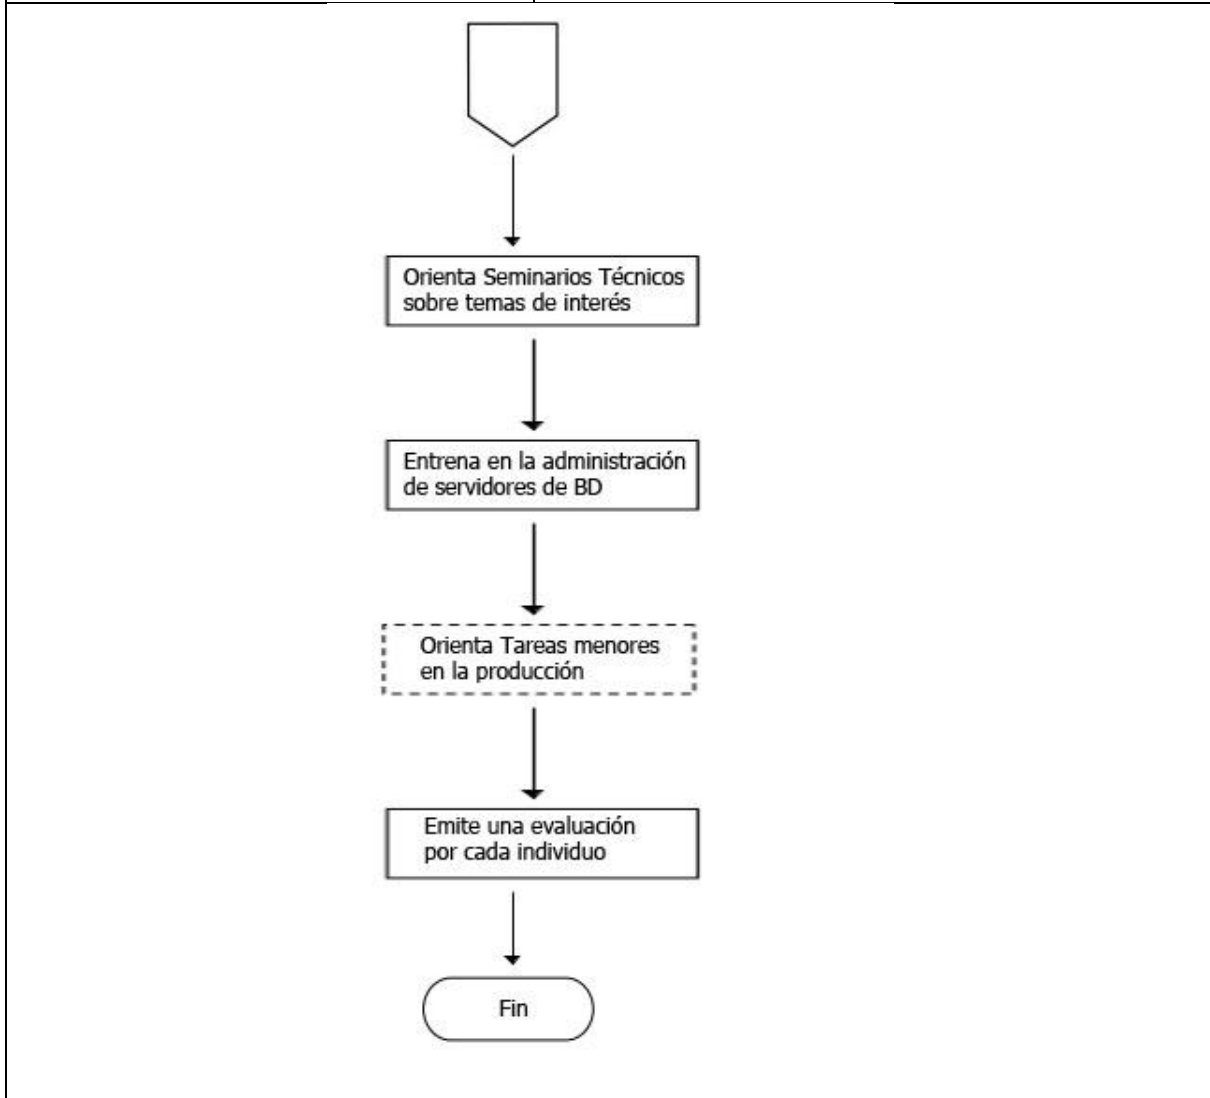 Orienta Seminarios Técnicos
sobre temas de interés
Entrena en la administración
de servidores de BD
Orienta Tareas menores
en la producción
Emite una evaluación
por cada individuo
Fin